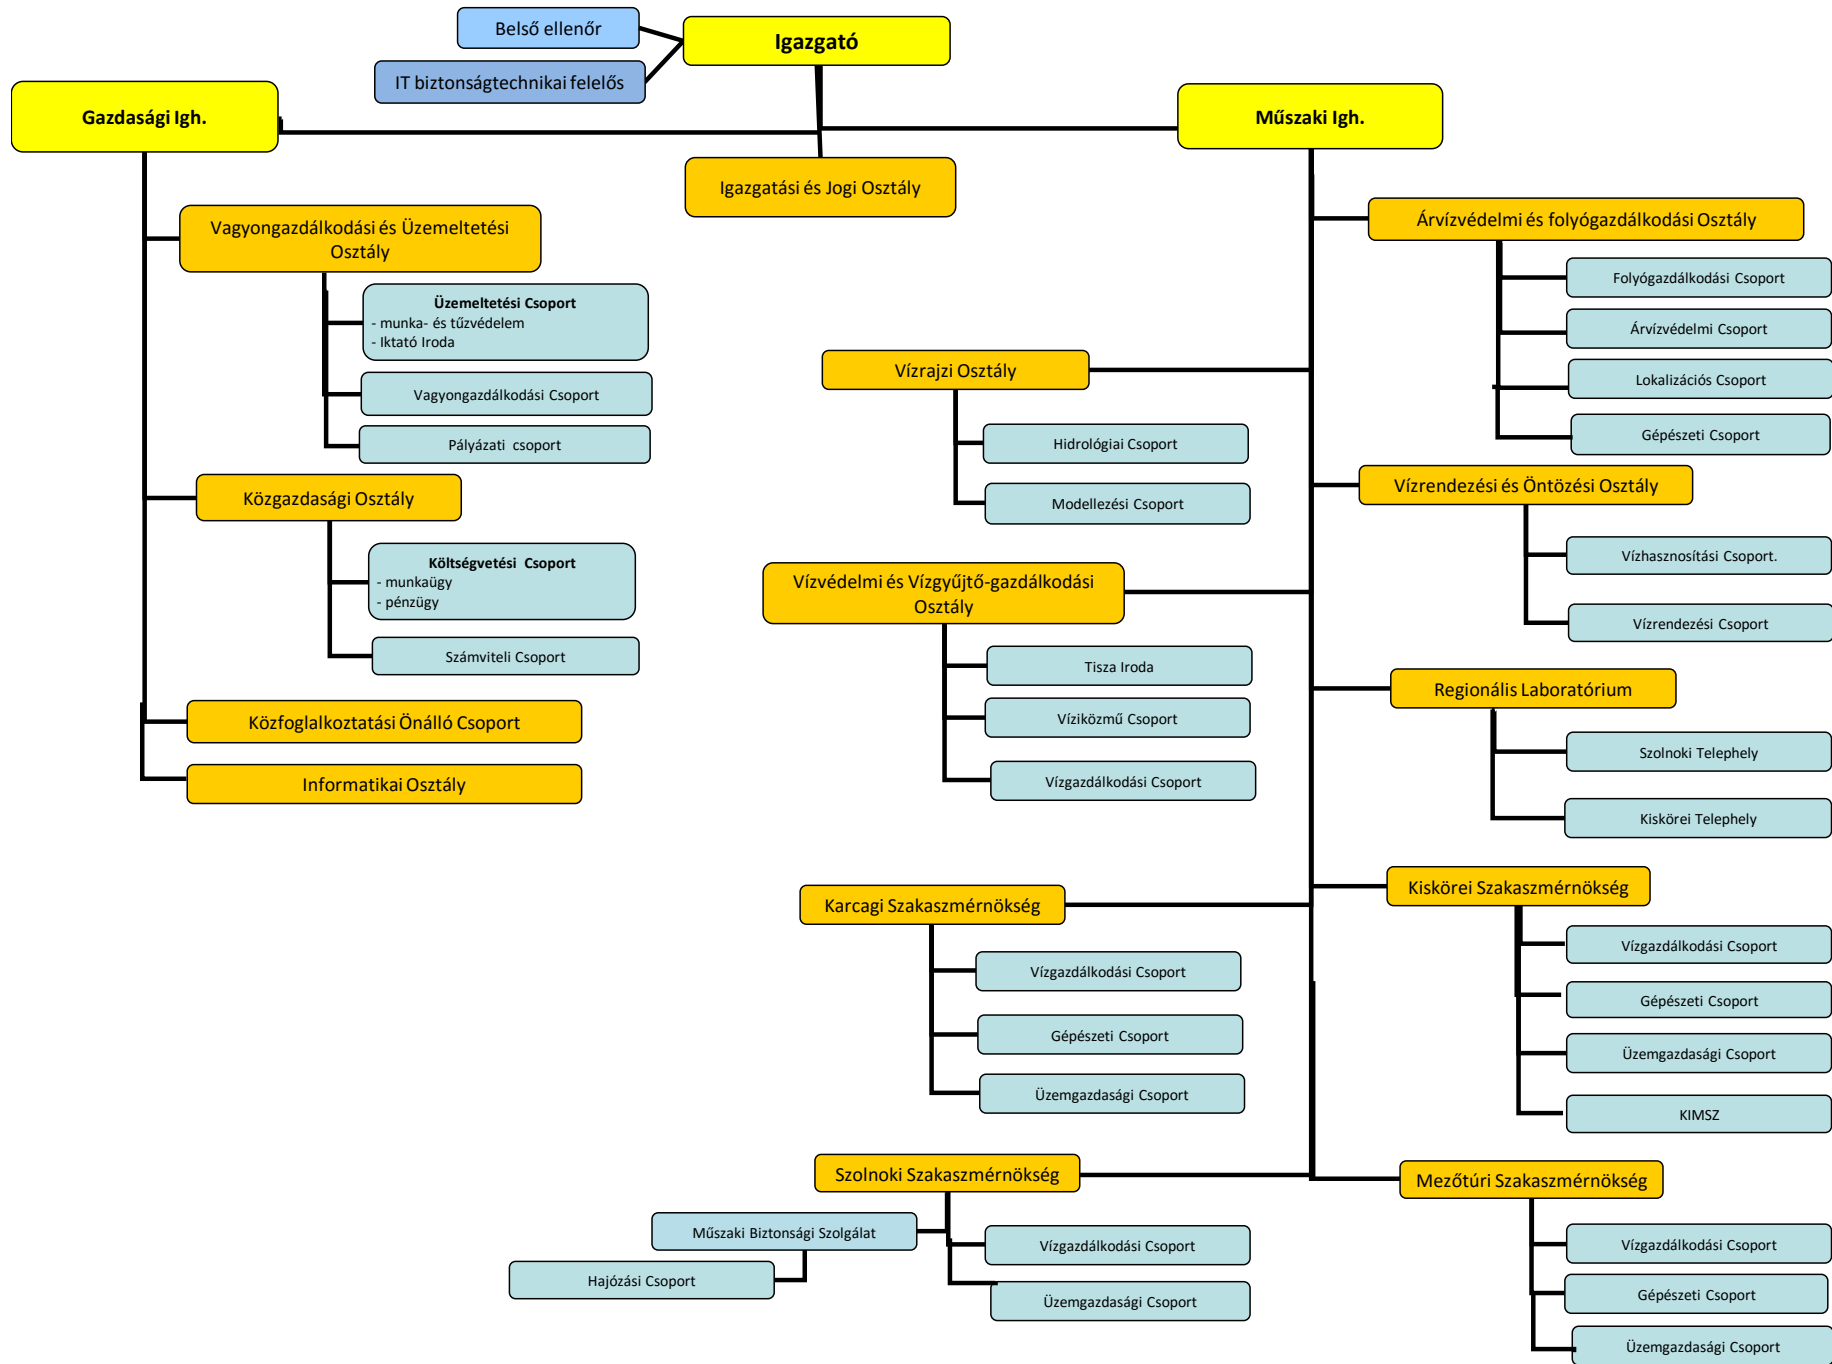 Belső ellenőr
Igazgató
IT biztonságtechnikai felelős
Gazdasági Igh.
Műszaki Igh.
Igazgatási és Jogi Osztály
Vagyongazdálkodási és Üzemeltetési
Osztály
Üzemeltetési Csoport
- munka- és tűzvédelem
- Iktató Iroda
Vagyongazdálkodási Csoport
Pályázati csoport
Közgazdasági Osztály
Költségvetési Csoport
- munkaügy
- pénzügy
Számviteli Csoport
Közfoglalkoztatási Önálló Csoport
Informatikai Osztály
Vízrajzi Osztály
Hidrológiai Csoport
Modellezési Csoport
Vízvédelmi és Vízgyűjtő-gazdálkodási
Osztály
Tisza Iroda
Víziközmű Csoport
Vízgazdálkodási Csoport
Karcagi Szakaszmérnökség
Vízgazdálkodási Csoport
Gépészeti Csoport
Üzemgazdasági Csoport
Szolnoki Szakaszmérnökség
Műszaki Biztonsági Szolgálat
Hajózási Csoport
Vízgazdálkodási Csoport
Üzemgazdasági Csoport
Árvízvédelmi és folyógazdálkodási Osztály
Folyógazdálkodási Csoport
Árvízvédelmi Csoport
Lokalizációs Csoport
Gépészeti Csoport
Vízrendezési és Öntözési Osztály
Vízhasznosítási Csoport.
Vízrendezési Csoport
Regionális Laboratórium
Szolnoki Telephely
Kiskörei Telephely
Kiskörei Szakaszmérnökség
Vízgazdálkodási Csoport
Gépészeti Csoport
Üzemgazdasági Csoport
KIMSZ
Mezőtúri Szakaszmérnökség
Vízgazdálkodási Csoport
Gépészeti Csoport
Üzemgazdasági Csoport